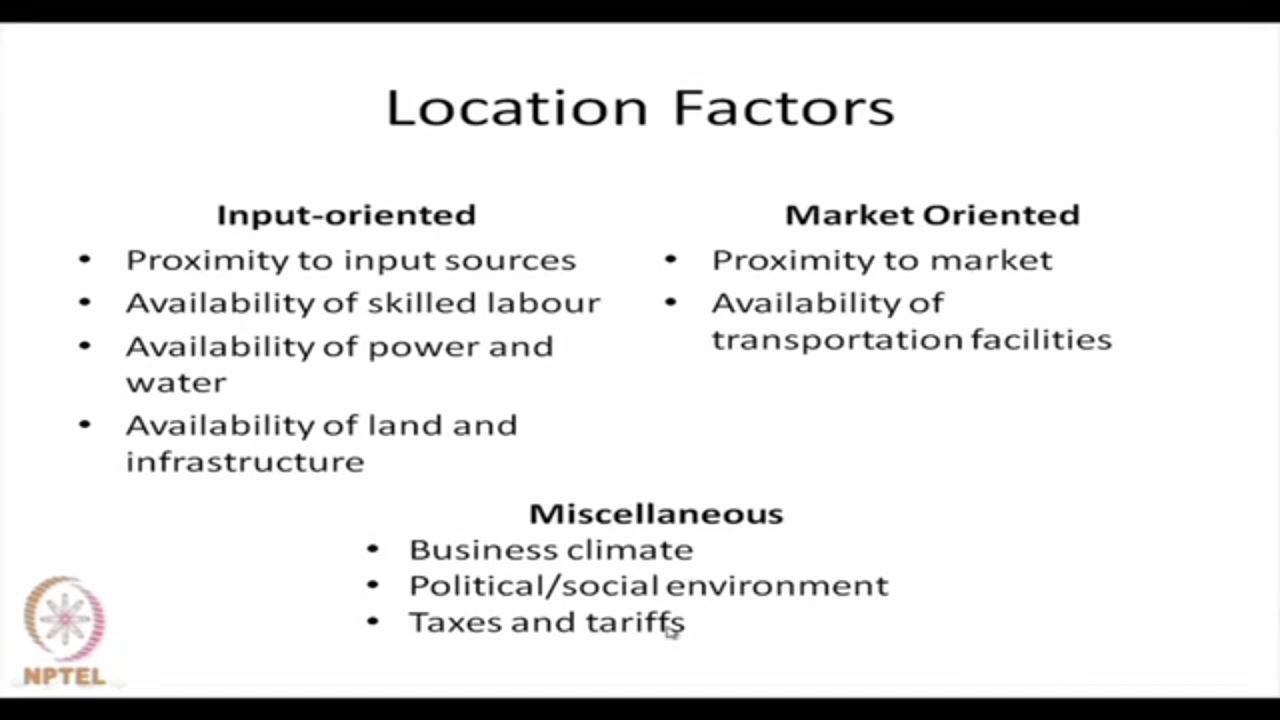 Location Factors
Input-oriented
• Proximity to input sources
• Availability of skilled labour
• Availability of power and
water
• Availability of land and
infrastructure
Market Oriented
• Proximity to market
• Availability of
transportation facilities
Miscellaneous
• Business climate
• Political/social environment
• Taxes and tariffs
NPTEL